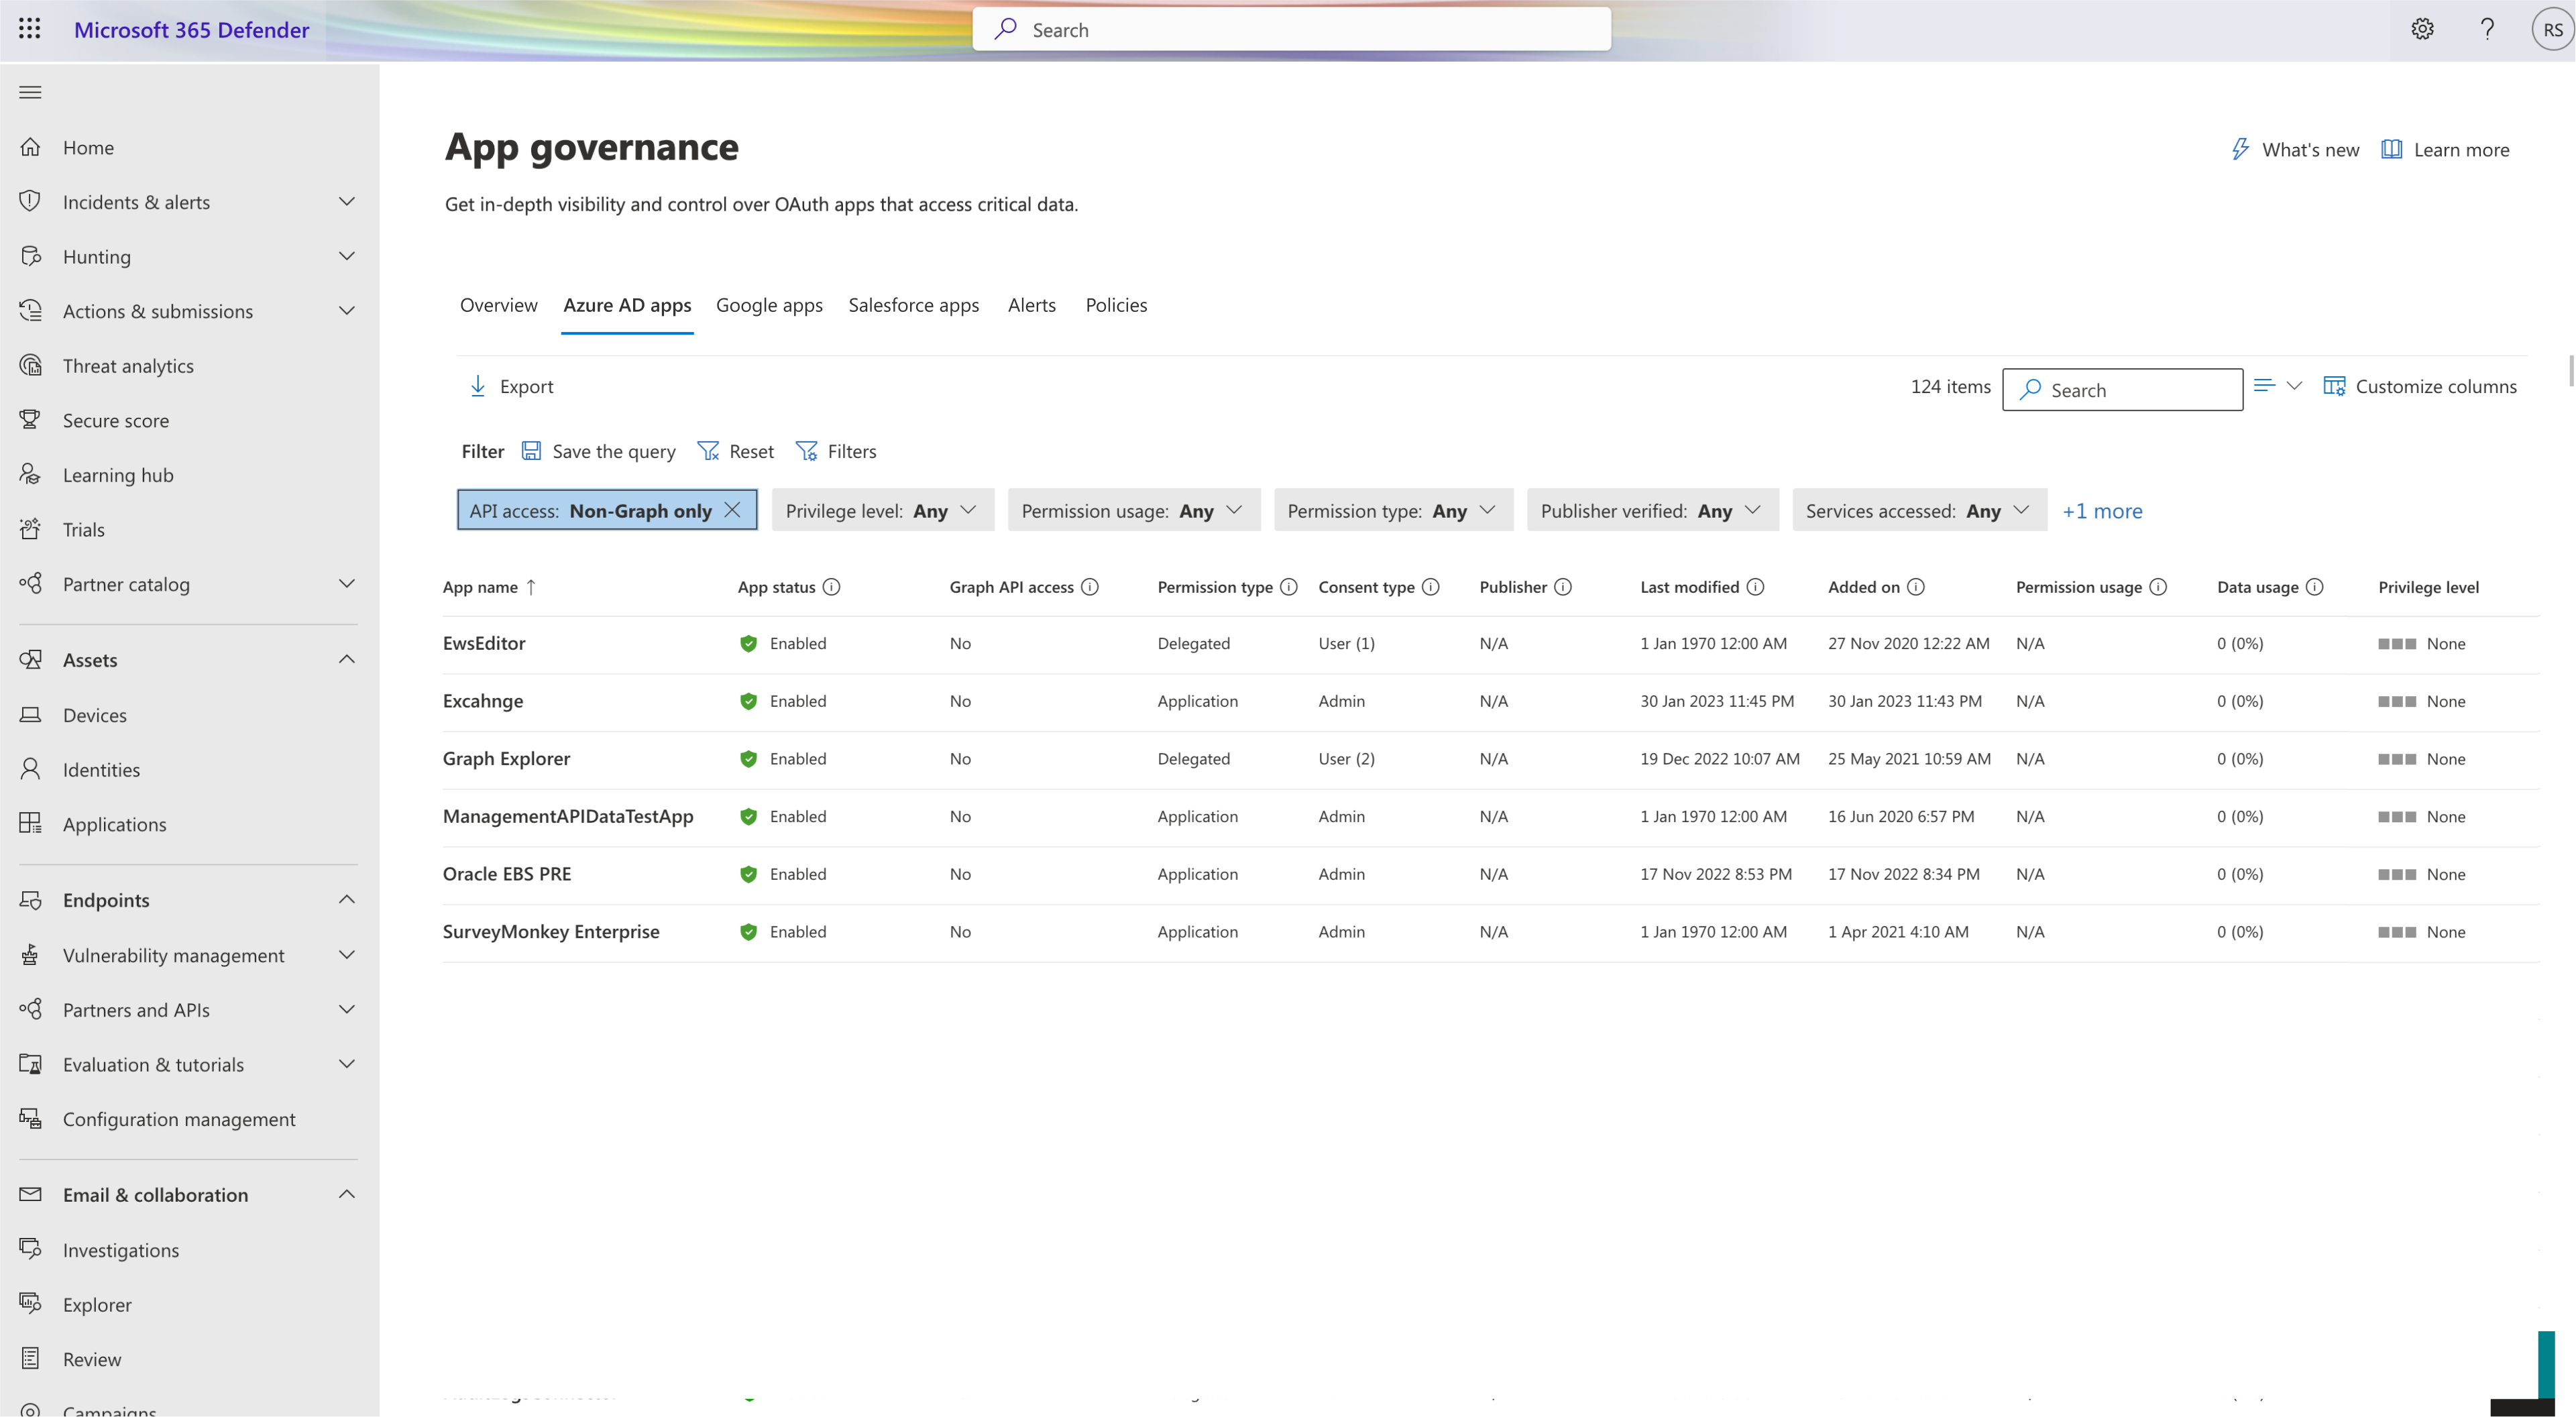 Microsoft 365 Defender
Search
RS
Home
Incidents & alerts
Hunting
Actions & submissions
Threat analytics
Secure score
Learning hub
Trials
Partner catalog
Assets
Devices
Identities
Applications
Endpoints
Vulnerability management
Partners and APIs
Evaluation & tutorials
Configuration management
Email & collaboration
Investigations
Explorer
Review
Campaigns
App governance
What's new Learn more
Get in-depth visibility and control over OAuth apps that access critical data.
Overview Azure AD apps Google apps Salesforce apps Alerts Policies
Export 124 items Search Customize columns
Filter Save the query Reset Filters
API access: Non-Graph only Privilege level: Any Permission usage: Any Permission type: Any Publisher verified: Any Services accessed: Any +1 more
App name App status Graph API access Permission type Consent type Publisher Last modified Added on Permission usage Data usage Privilege level
EwsEditor Enabled No Delegated User (1) N/A 1 Jan 1970 12:00 AM 27 Nov 2020 12:22 AM N/A 0 (0%) None
Excahnge Enabled No Application Admin N/A 30 Jan 2023 11:45 PM 30 Jan 2023 11:43 PM N/A 0 (0%) None
Graph Explorer Enabled No Delegated User (2) N/A 19 Dec 2022 10:07 AM 25 May 2021 10:59 AM N/A 0 (0%) None
ManagementAPIDataTestApp Enabled No Application Admin N/A 1 Jan 1970 12:00 AM 16 Jun 2020 6:57 PM N/A 0 (0%) None
Oracle EBS PRE Enabled No Application Admin N/A 17 Nov 2022 8:53 PM 17 Nov 2022 8:34 PM N/A 0 (0%) None
SurveyMonkey Enterprise Enabled No Application Admin N/A 1 Jan 1970 12:00 AM 1 Apr 2021 4:10 AM N/A 0 (0%) None